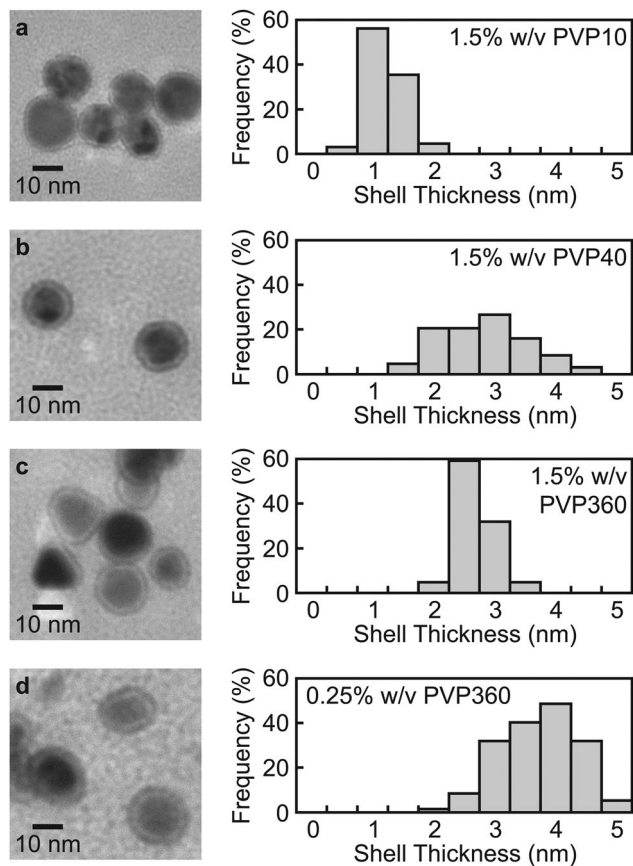 a
10 nm
1.5% w/v PVP10
Frequency (%)
60
40
20
0
0 1 2 3 4 5
Shell Thickness (nm)
b
10 nm
1.5% w/v PVP40
Frequency (%)
60
40
20
0
0 1 2 3 4 5
Shell Thickness (nm)
c
10 nm
1.5% w/v
PVP360
Frequency (%)
60
40
20
0
0 1 2 3 4 5
Shell Thickness (nm)
d
10 nm
0.25% w/v PVP360
Frequency (%)
60
40
20
0
0 1 2 3 4 5
Shell Thickness (nm)